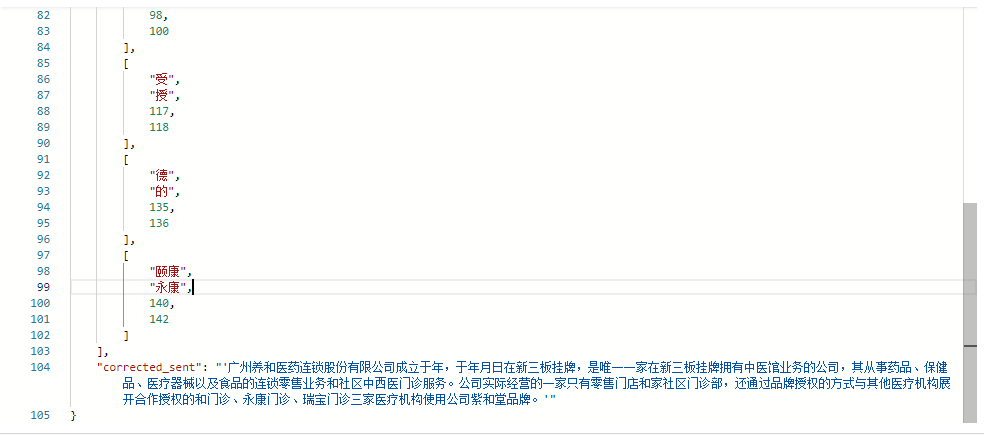 82 98,
83 100
84 ],
85 [
86 "受",
87 "授",
88 117,
89 118
90 ],
91 [
92 "德",
93 "的",
94 135,
95 136
96 ],
97 [
98 "颐康",
99 "永康",
100 140,
101 142
102 ]
103 ],
104 "corrected_sent": "'广州养和医药连锁股份有限公司成立于年，于年月日在新三板挂牌，是唯一一家在新三板挂牌拥有中医馆业务的公司，其从事药品、保健
品、医疗器械以及食品的连锁零售业务和社区中西医门诊服务。公司实际经营的一家只有零售门店和家社区门诊部，还通过品牌授权的方式与其他医疗机构展
开合作授权的和门诊、永康门诊、瑞宝门诊三家医疗机构使用公司紫和堂品牌。'"
105 }